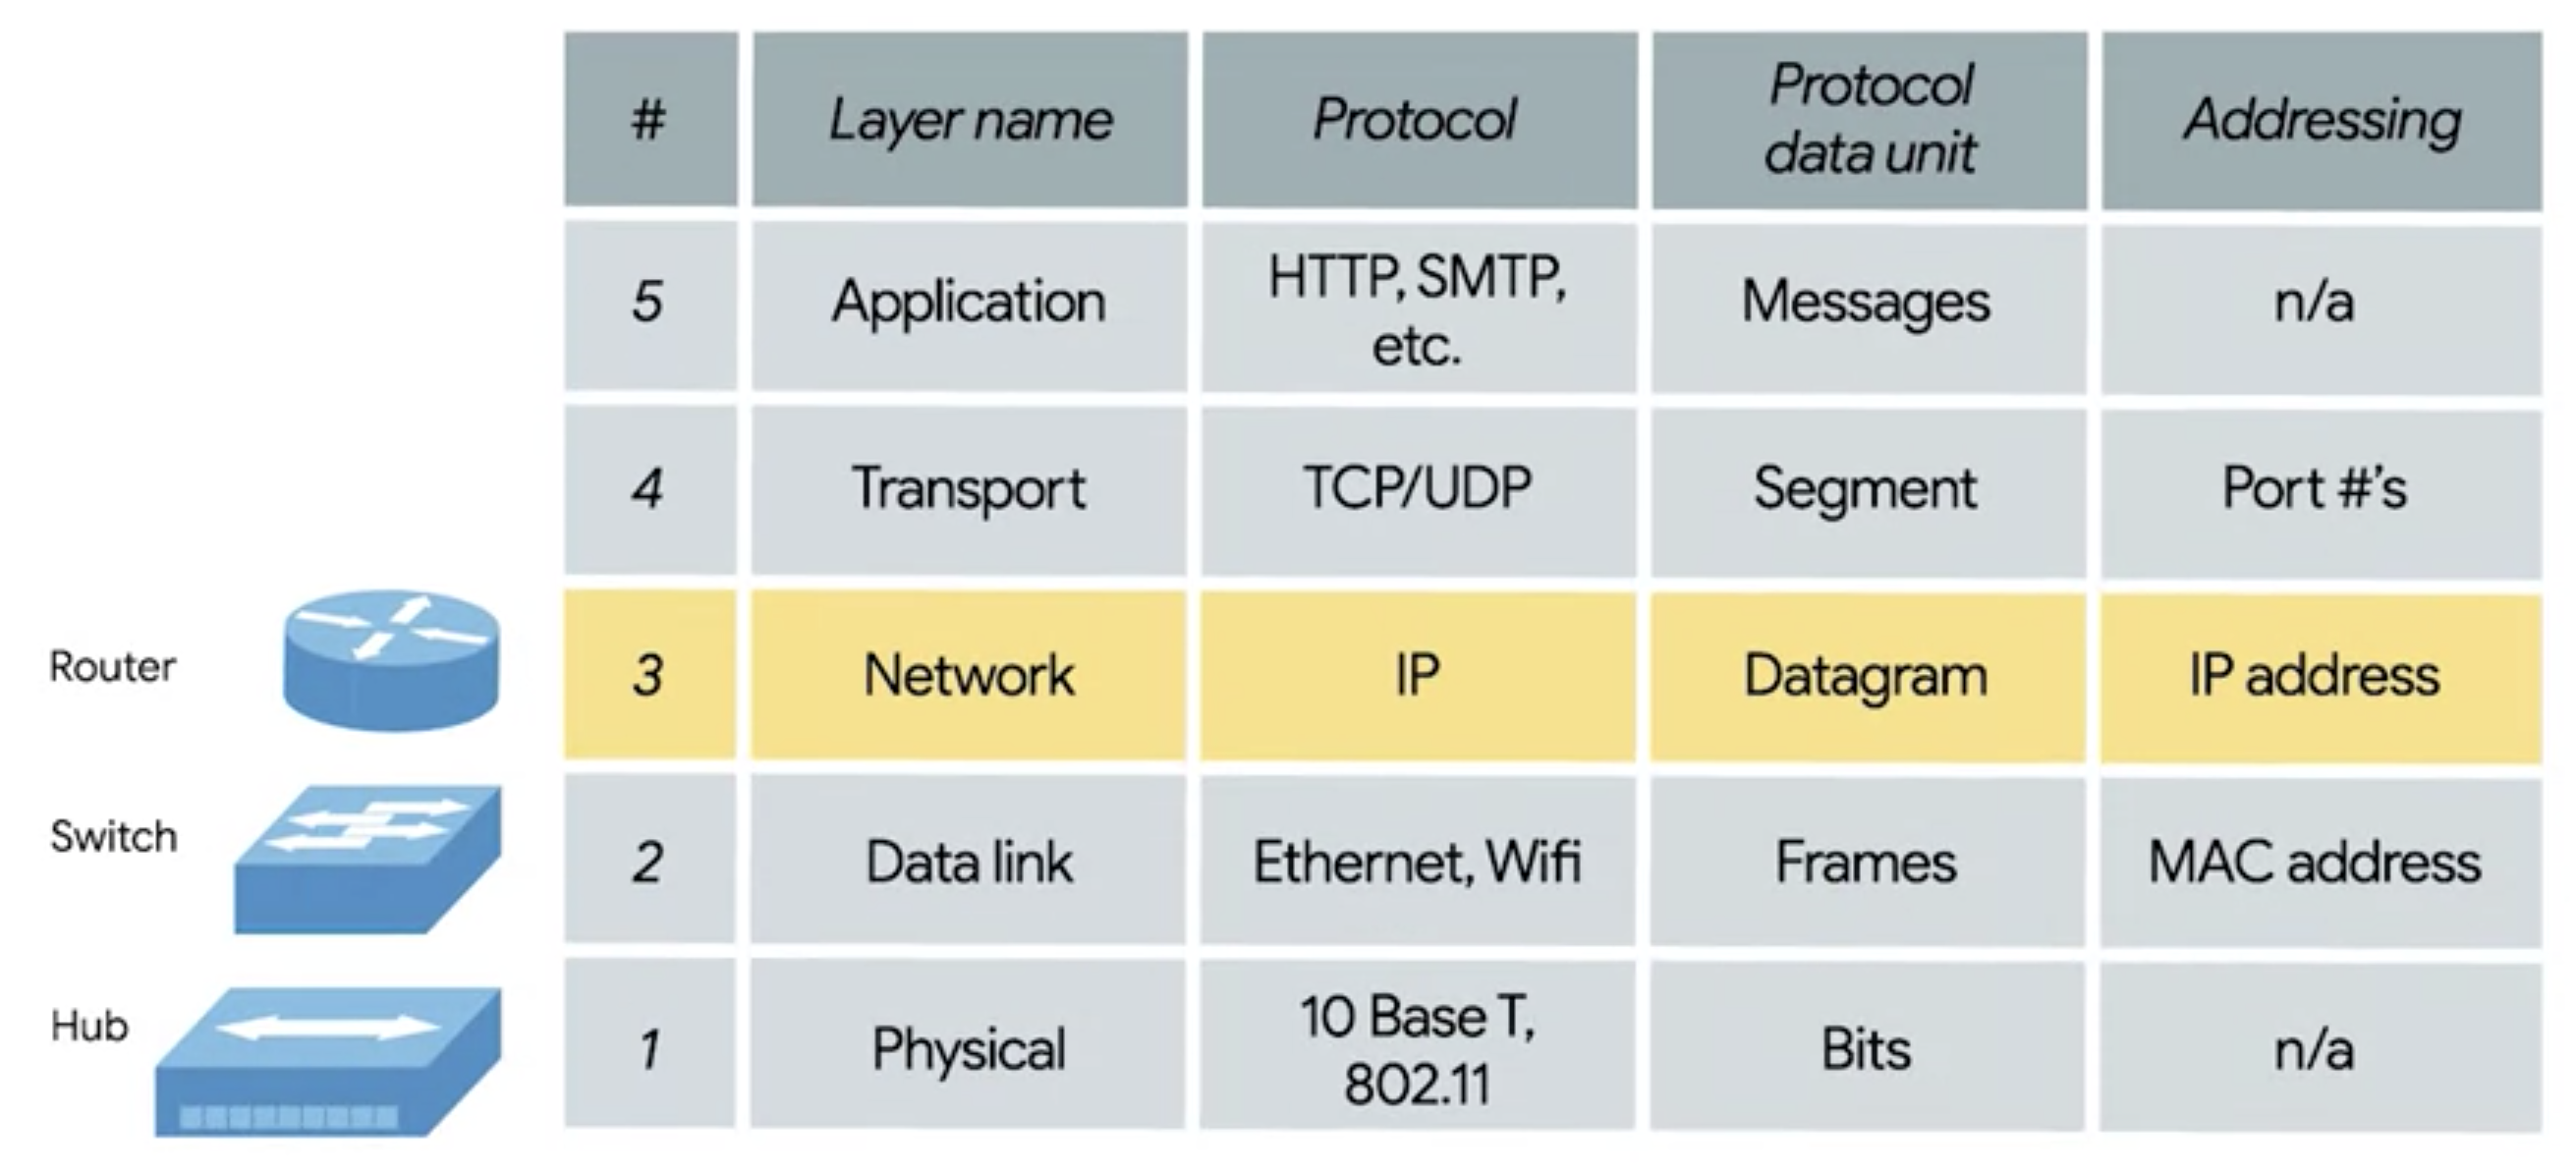 # Layer name Protocol Protocol data unit Addressing
5 Application HTTP, SMTP, etc. Messages n/a
4 Transport TCP/UDP Segment Port #’s
Router 3 Network IP Datagram IP address
Switch 2 Data link Ethernet, Wifi Frames MAC address
Hub 1 Physical 10 Base T, 802.11 Bits n/a